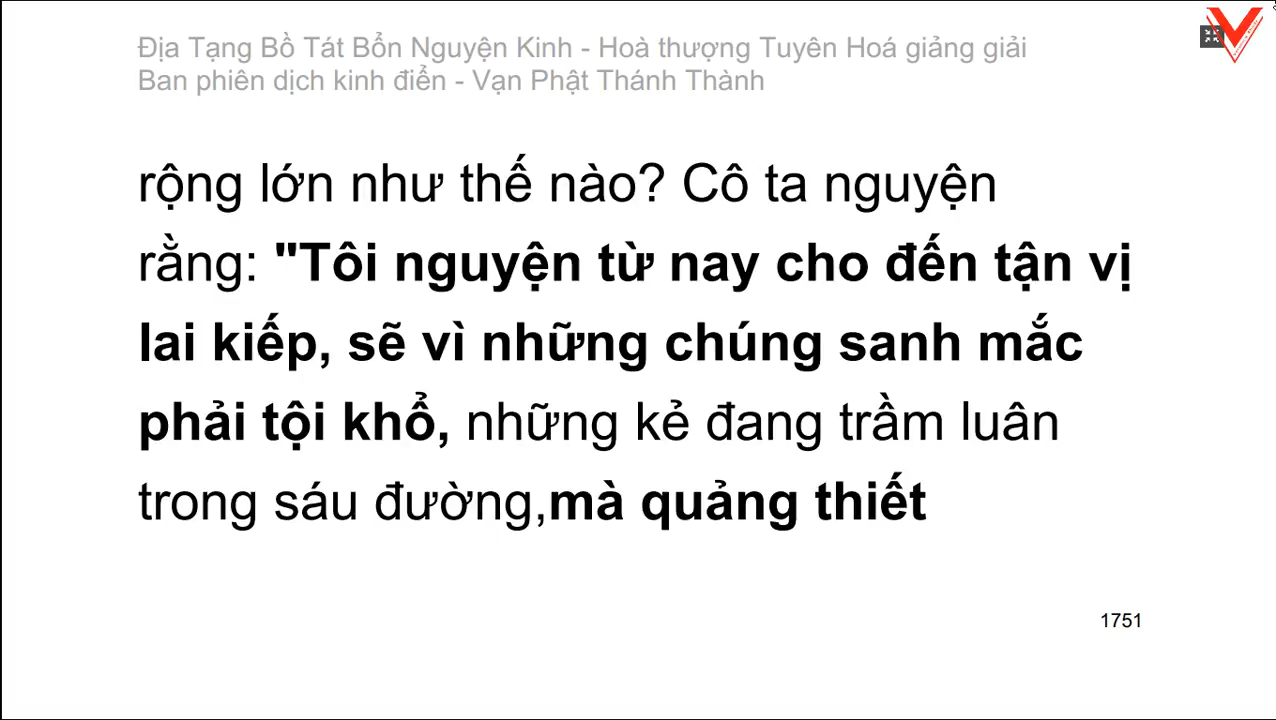 Địa Tạng Bồ Tát Bổn Nguyện Kinh - Hoà thượng Tuyên Hoá giảng giải
Ban phiên dịch kinh điển - Vạn Phật Thánh Thành
rộng lớn như thế nào? Cô ta nguyện
rằng: "Tôi nguyện từ nay cho đến tận vị
lai kiếp, sẽ vì những chúng sanh mắc
phải tội khổ, những kẻ đang trầm luân
trong sáu đường,mà quảng thiết
1751